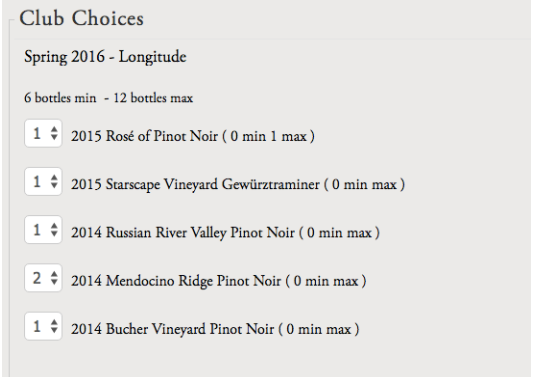 Club Choices
Spring 2016 - Longitude
6 bottles min - 12 bottles max
1 2015 Rosé of Pinot Noir ( 0 min 1 max )
1 2015 Starscape Vineyard Gewürztraminer ( 0 min max )
1 2014 Russian River Valley Pinot Noir ( 0 min max )
2 2014 Mendocino Ridge Pinot Noir ( 0 min max )
1 2014 Bucher Vineyard Pinot Noir ( 0 min max )